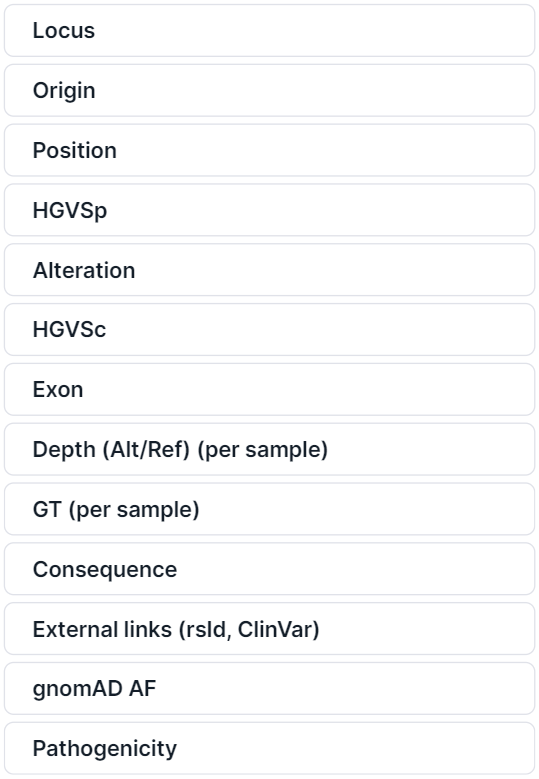 Locus
Origin
Position
HGVSp
Alteration
HGVSc
Exon
Depth (Alt/Ref) (per sample)
GT (per sample)
Consequence
External links (rsId, ClinVar)
gnomAD AF
Pathogenicity